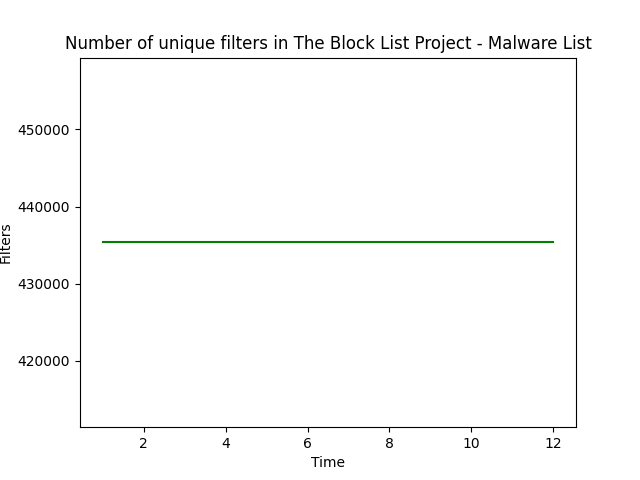 Number of unique filters in The Block List Project - Malware List
450000
440000
430000
420000
Filters
2 4 6 8 10 12
Time